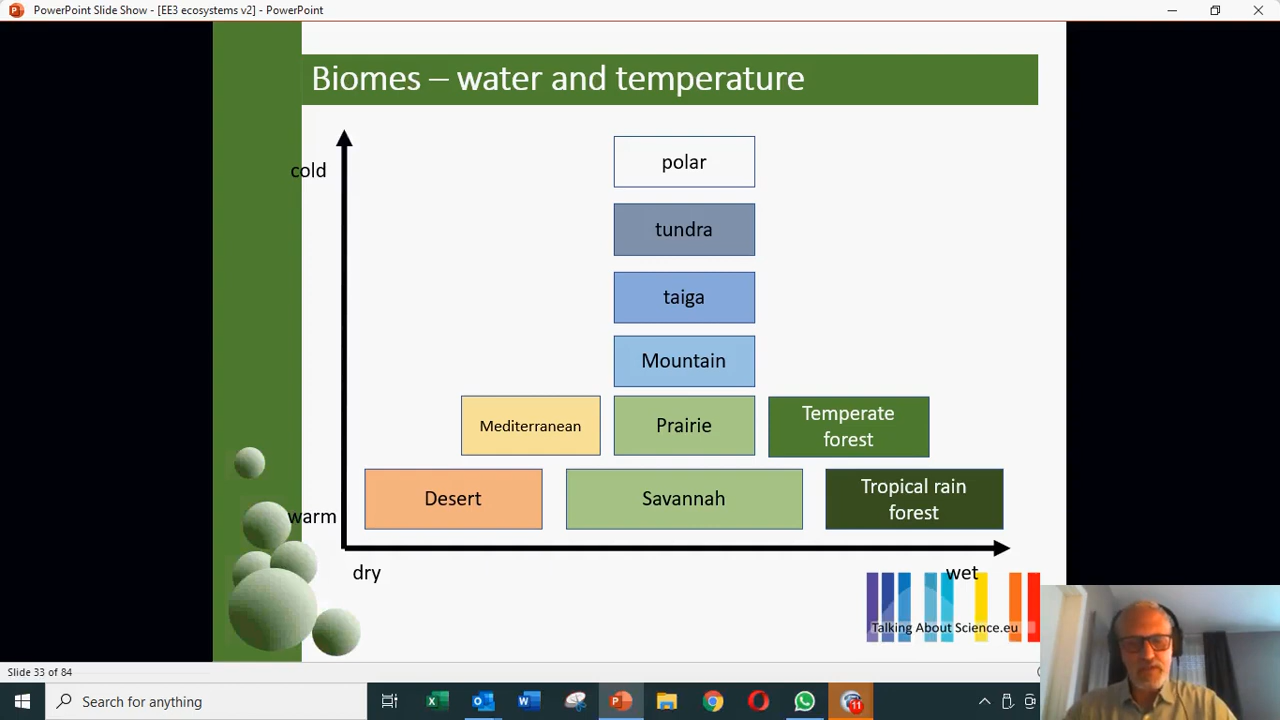 PowerPoint Slide Show - [EE3 ecosystems v2] - PowerPoint
Biomes – water and temperature
cold
polar
tundra
taiga
Mountain
Mediterranean
Prairie
Temperate
forest
Desert
Savannah
Tropical rain
forest
warm
dry
wet
Talking About Science.eu
Slide 33 of 84
Search for anything
11